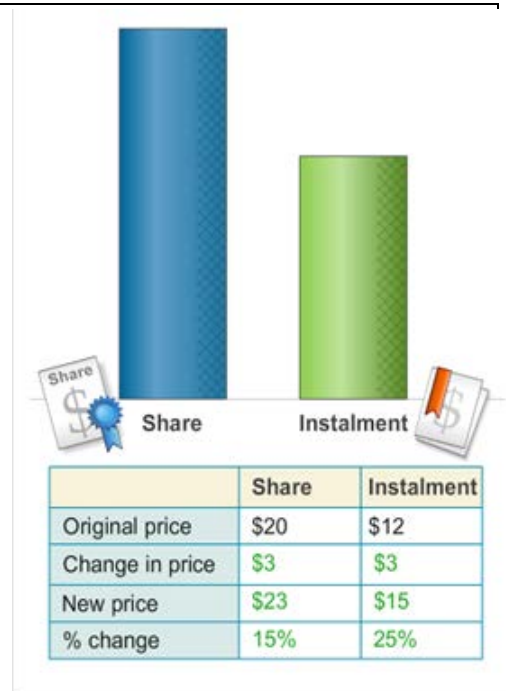 Share
$
$
Share Instalment
Share Instalment
Original price $20 $12
Change in price $3 $3
New price $23 $15
% change 15% 25%